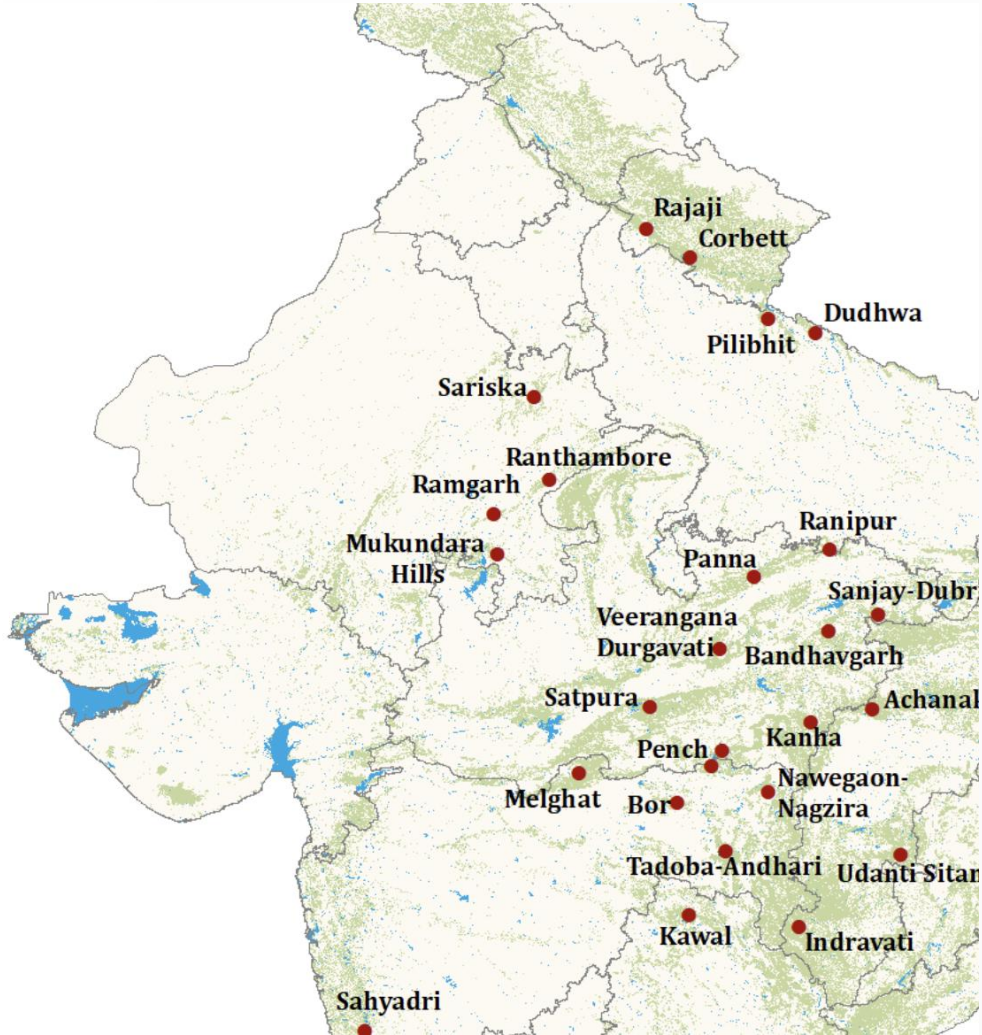 Rajaji
Corbett
Dudhwa
Pilibhit
Sariska
Ranthambore
Ramgarh
Ranipur
Mukundara
Hills
Panna
Sanjay-Dubr
Veerangana
Durgavati
Bandhavgarh
Satpura
Achanak
Kanha
Pench
Nawegaon-
Nagzira
Melghat
Bor
Tadoba-Andhari
Udanti Sitan
Kawal
Indravati
Sahyadri